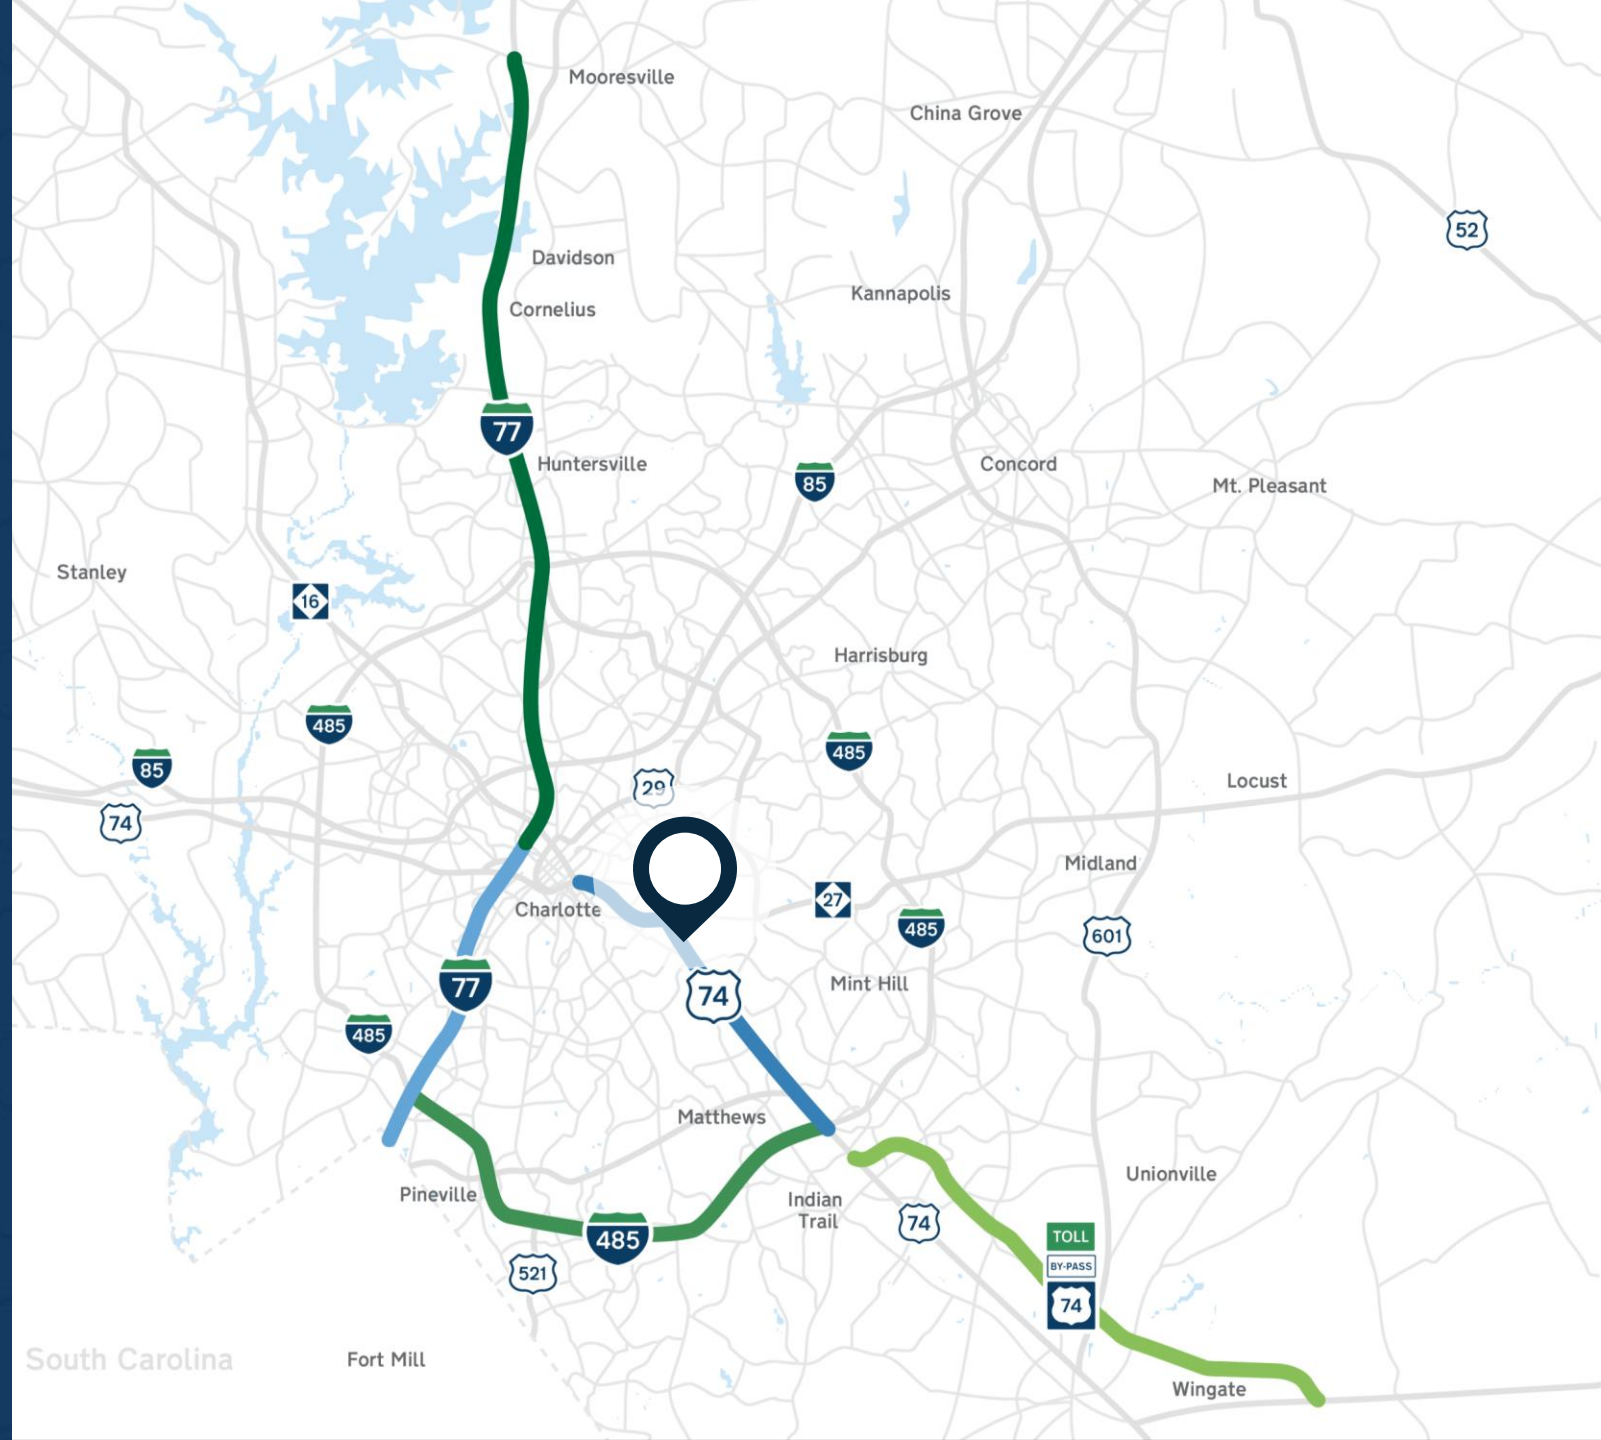 Mooresville
China Grove
52
Davidson
Kannapolis
Cornelius
77
Huntersville
85
Concord
Mt. Pleasant
Stanley
16
Harrisburg
485
485
85
29
Locust
74
Midland
27
Charlotte
485
601
77
74
Mint Hill
485
Matthews
Unionville
Pineville
Indian
Trail
74
485
TOLL
BY-PASS
74
521
South Carolina
Fort Mill
Wingate